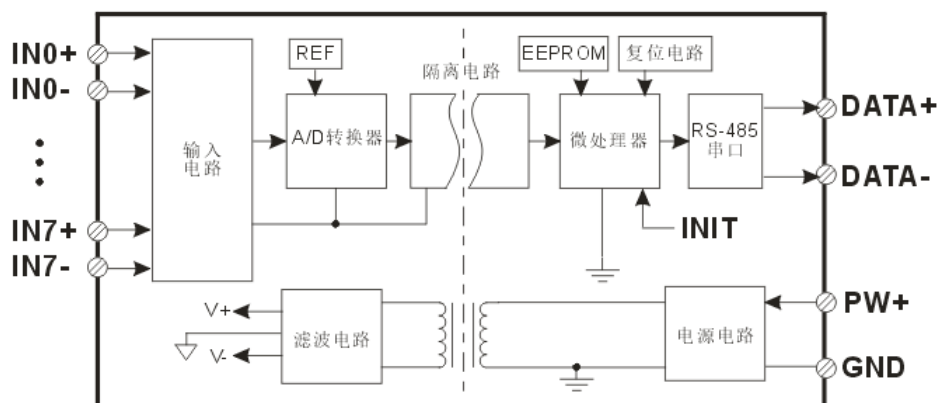 IN0+
IN0-
IN7+
IN7-
输入
电路
REF
A/D转换器
隔离电路
EEPROM
复位电路
微处理器
RS-485
串口
DATA+
DATA-
INIT
V+
V-
滤波电路
电源电路
PW+
GND